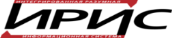 ИНТЕГРИРОВАННАЯ РАЗУМНАЯ
ИРИС
ИНФОРМАЦИОННАЯ СИСТЕМА